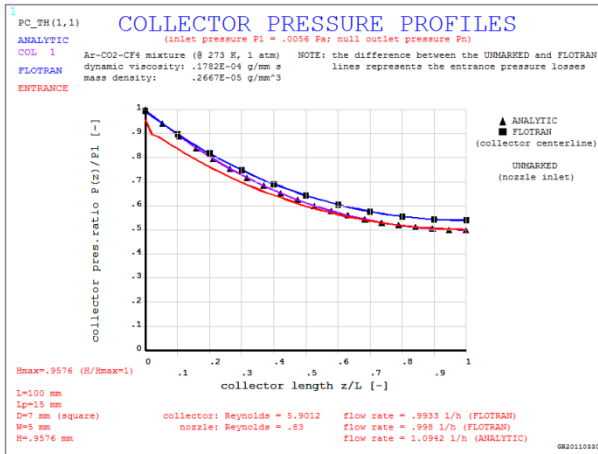 1
PC_TH(1,1)
COLLECTOR PRESSURE PROFILES
ANALYTIC
(inlet pressure P1 = .0056 Pa; null outlet pressure Pn)
COL 1
FLOTRAN
ENTRANCE
Ar-CO2-CF4 mixture (@ 273 K, 1 atm)
dynamic viscosity: .1782E-04 g/mm s
mass density: .2667E-05 g/mm^3
NOTE: the difference between the UNMARKED and FLOTRAN
lines represents the entrance pressure losses
collector pres.ratio P(z)/P1 [-]
1
.9
.8
.7
.6
.5
.4
.3
.2
.1
0
0 .2 .4 .6 .8 1
.1 .3 .5 .7 .9
collector length z/L [-]
ANALYTIC
FLOTRAN
(collector centerline)
UNMARKED
(nozzle inlet)
Hmax=.9576 (H/Hmax=1)
L=100 mm
Lp=15 mm
D=7 mm (square)
W=5 mm
H=.9576 mm
collector: Reynolds = 5.9012
nozzle: Reynolds = .83
flow rate = .9933 l/h (FLOTRAN)
flow rate = .998 l/h (FLOTRAN)
flow rate = 1.0942 l/h (ANALYTIC)